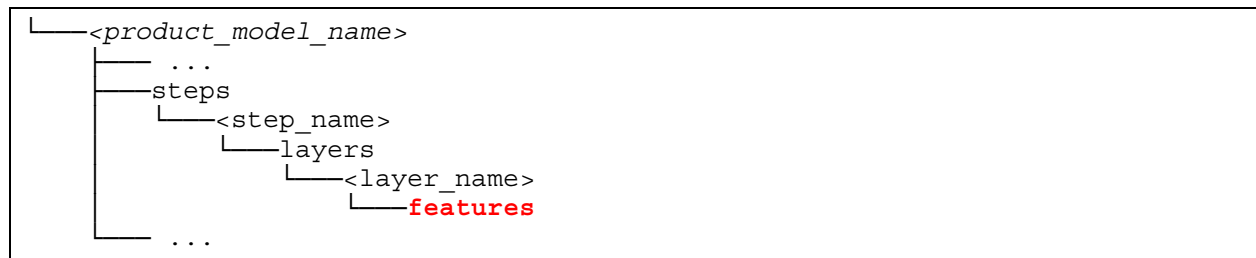 └───<product_model_name>
├─── ...
├───steps
│ └───<step_name>
│ └───layers
│ └───<layer_name>
│ └───features
└─── ...